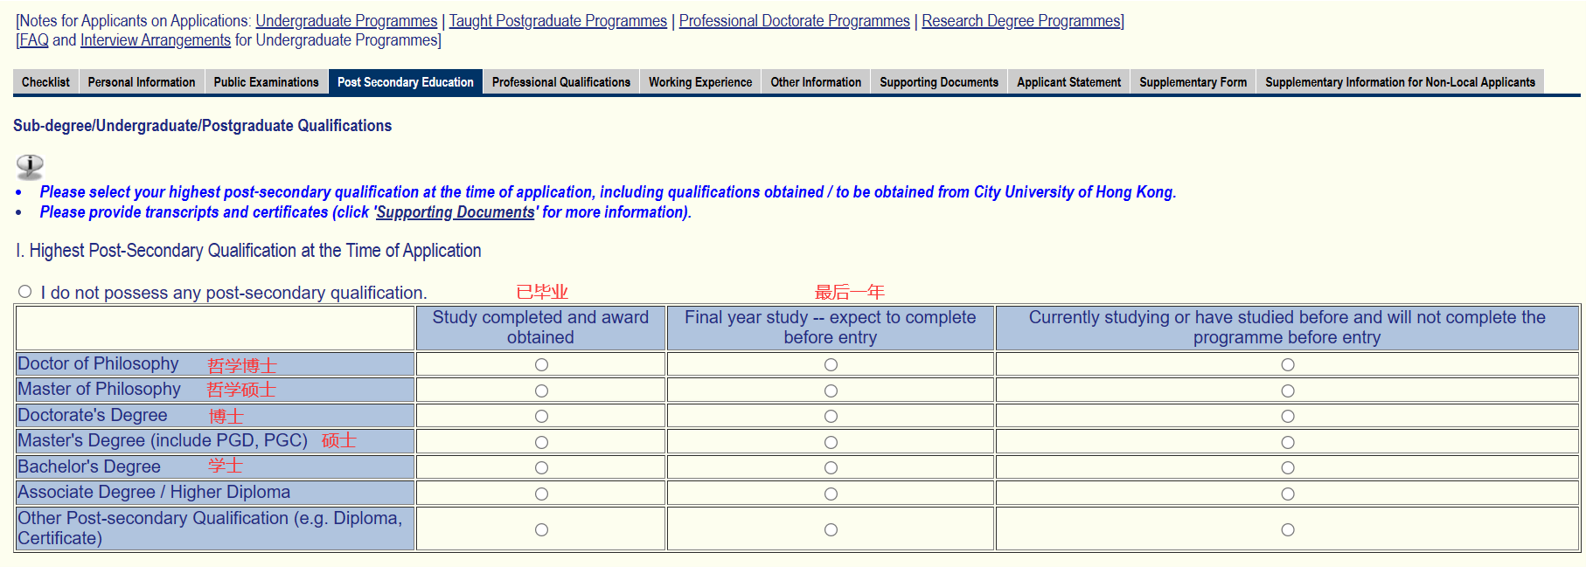 [Notes for Applicants on Applications: Undergraduate Programmes | Taught Postgraduate Programmes | Professional Doctorate Programmes | Research Degree Programmes]
[FAQ and Interview Arrangements for Undergraduate Programmes]
Checklist Personal Information Public Examinations Post Secondary Education Professional Qualifications Working Experience Other Information Supporting Documents Applicant Statement Supplementary Form Supplementary Information for Non-Local Applicants
Sub-degree/Undergraduate/Postgraduate Qualifications
• Please select your highest post-secondary qualification at the time of application, including qualifications obtained / to be obtained from City University of Hong Kong.
• Please provide transcripts and certificates (click 'Supporting Documents' for more information).
I. Highest Post-Secondary Qualification at the Time of Application
I do not possess any post-secondary qualification. 已毕业 最后一年
Study completed and award obtained Final year study -- expect to complete before entry Currently studying or have studied before and will not complete the programme before entry
Doctor of Philosophy 哲学博士
Master of Philosophy 哲学硕士
Doctorate's Degree 博士
Master's Degree (include PGD, PGC) 硕士
Bachelor's Degree 学士
Associate Degree / Higher Diploma
Other Post-secondary Qualification (e.g. Diploma,
Certificate)